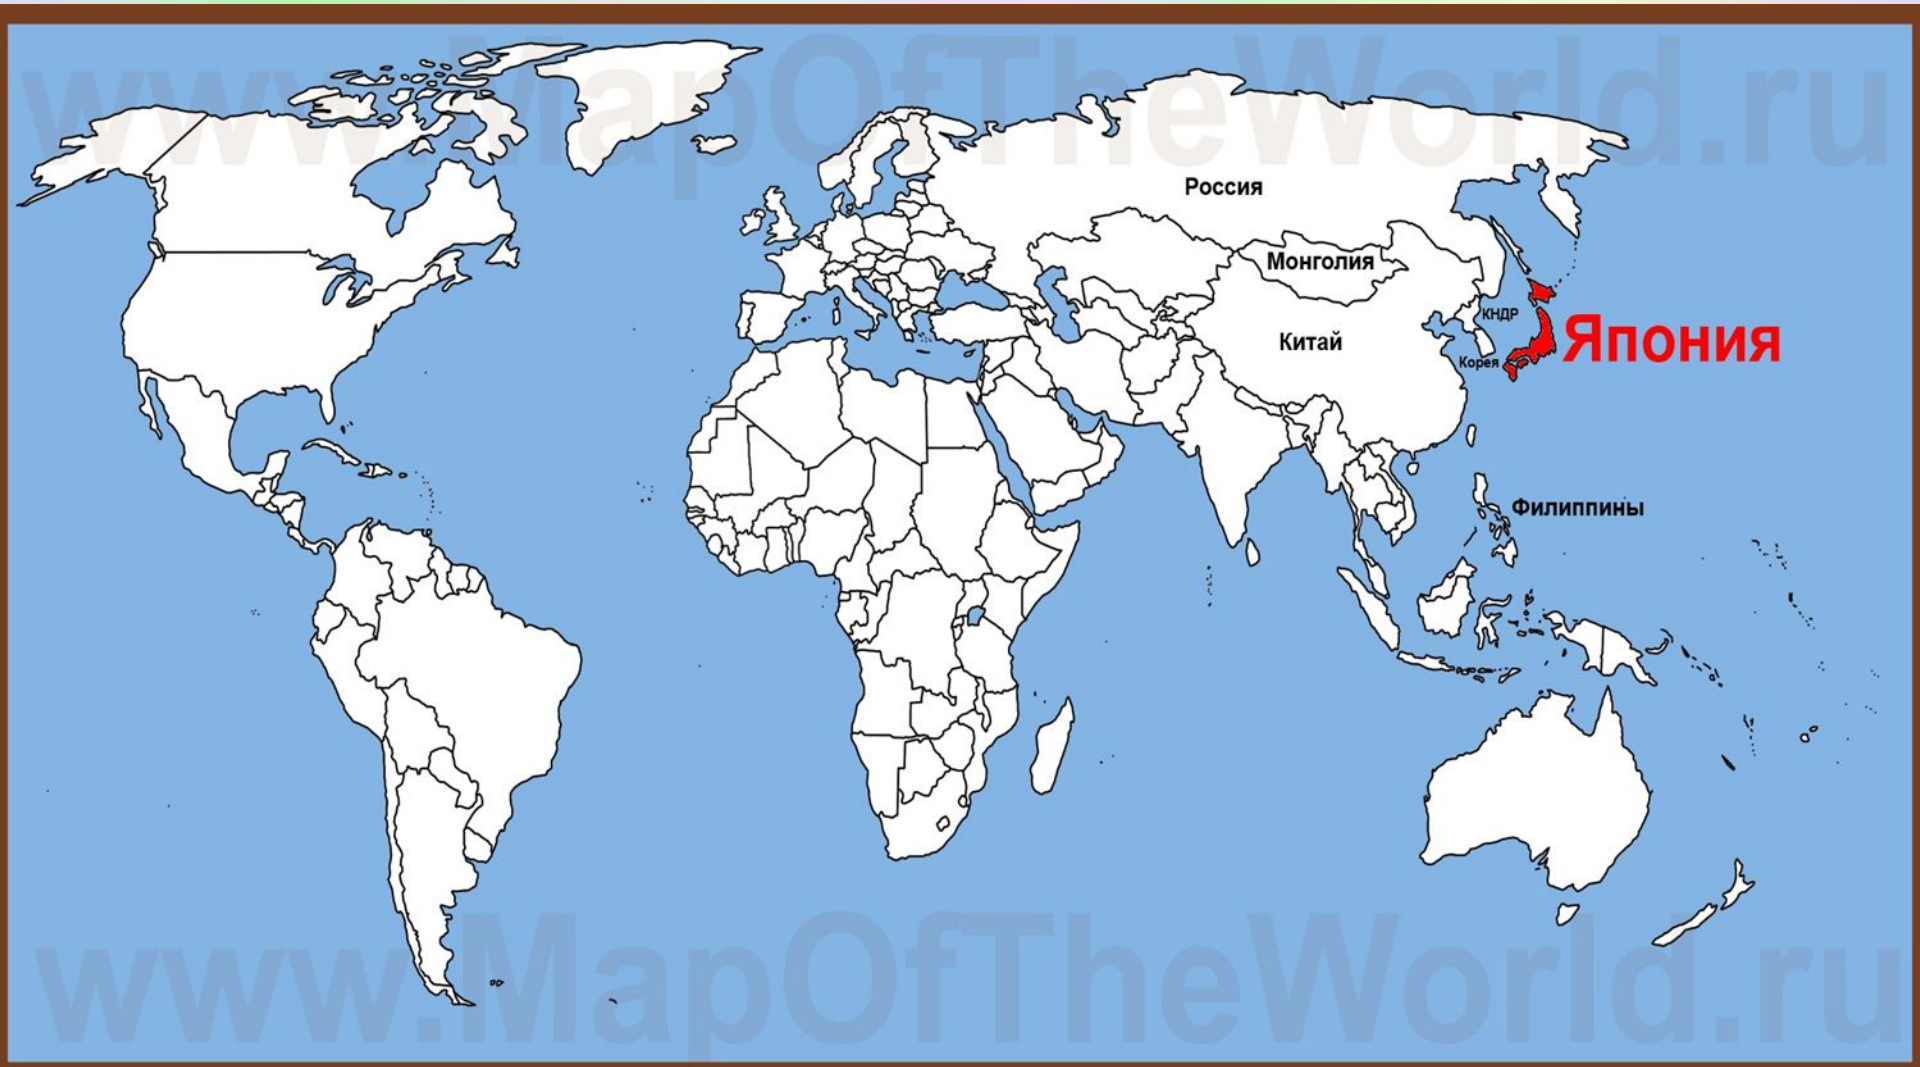 www.MapOfTheWorld.ru
Россия
Монголия
КНДР
Япония
Китай
Корея
Филиппины
www.MapOfTheWorld.ru